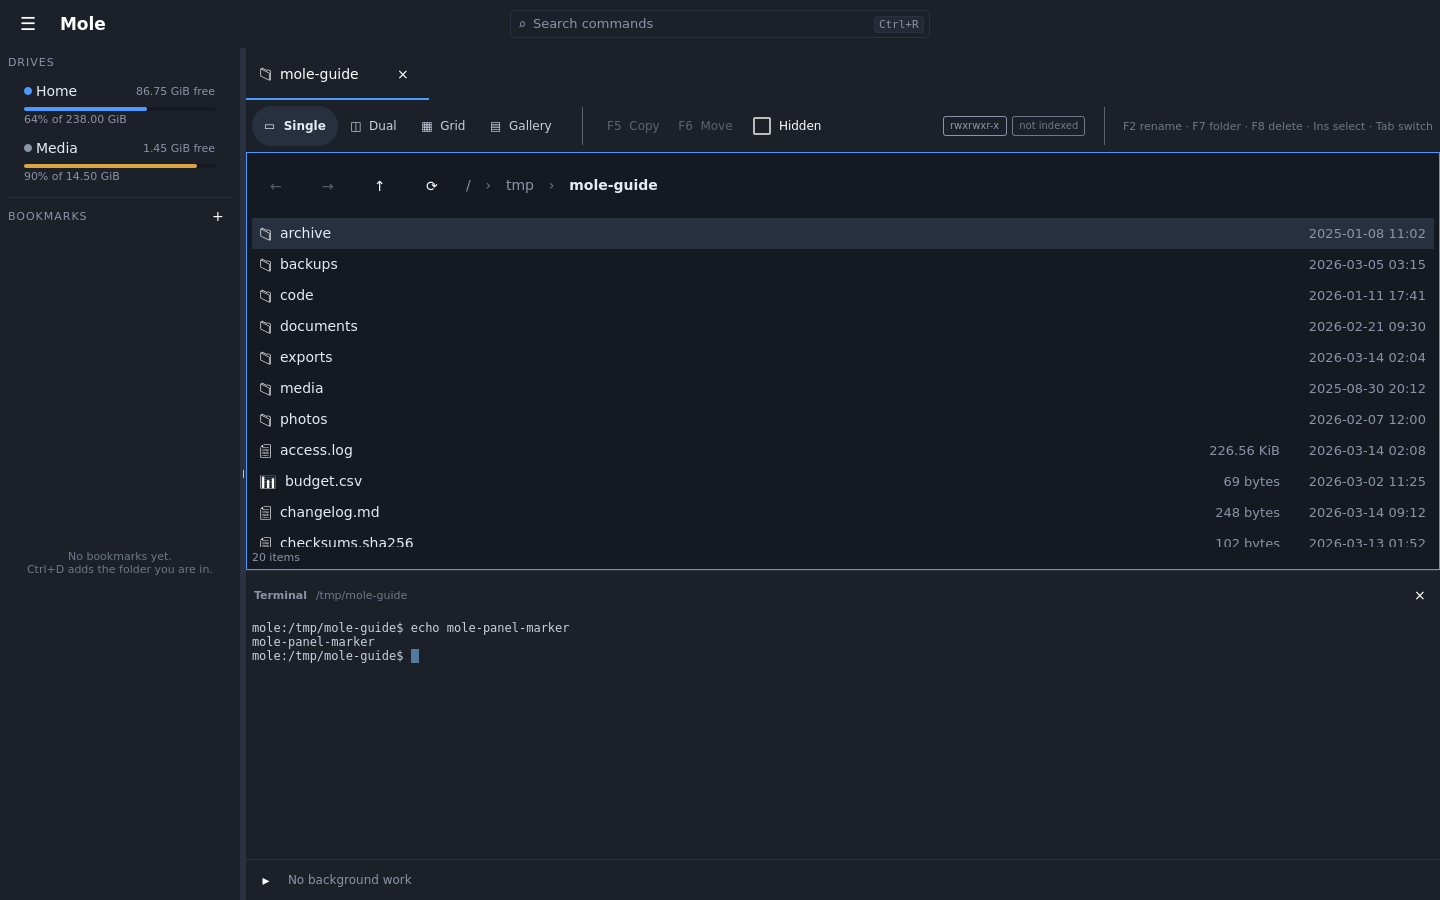 ☰ Mole
⌕ Search commands Ctrl+R
DRIVES
Home 86.75 GiB free
64% of 238.00 GiB
Media 1.45 GiB free
90% of 14.50 GiB
BOOKMARKS +
No bookmarks yet.
Ctrl+D adds the folder you are in.
mole-guide ×
Single Dual Grid Gallery F5 Copy F6 Move Hidden rwxrwxr-x not indexed F2 rename · F7 folder · F8 delete · Ins select · Tab switch
← → ↑ ⟳ / › tmp › mole-guide
archive 2025-01-08 11:02
backups 2026-03-05 03:15
code 2026-01-11 17:41
documents 2026-02-21 09:30
exports 2026-03-14 02:04
media 2025-08-30 20:12
photos 2026-02-07 12:00
access.log 226.56 KiB 2026-03-14 02:08
budget.csv 69 bytes 2026-03-02 11:25
changelog.md 248 bytes 2026-03-14 09:12
checksums.sha256 102 bytes 2026-03-13 01:52
20 items
Terminal /tmp/mole-guide ×
mole:/tmp/mole-guide$ echo mole-panel-marker
mole-panel-marker
mole:/tmp/mole-guide$
▸ No background work